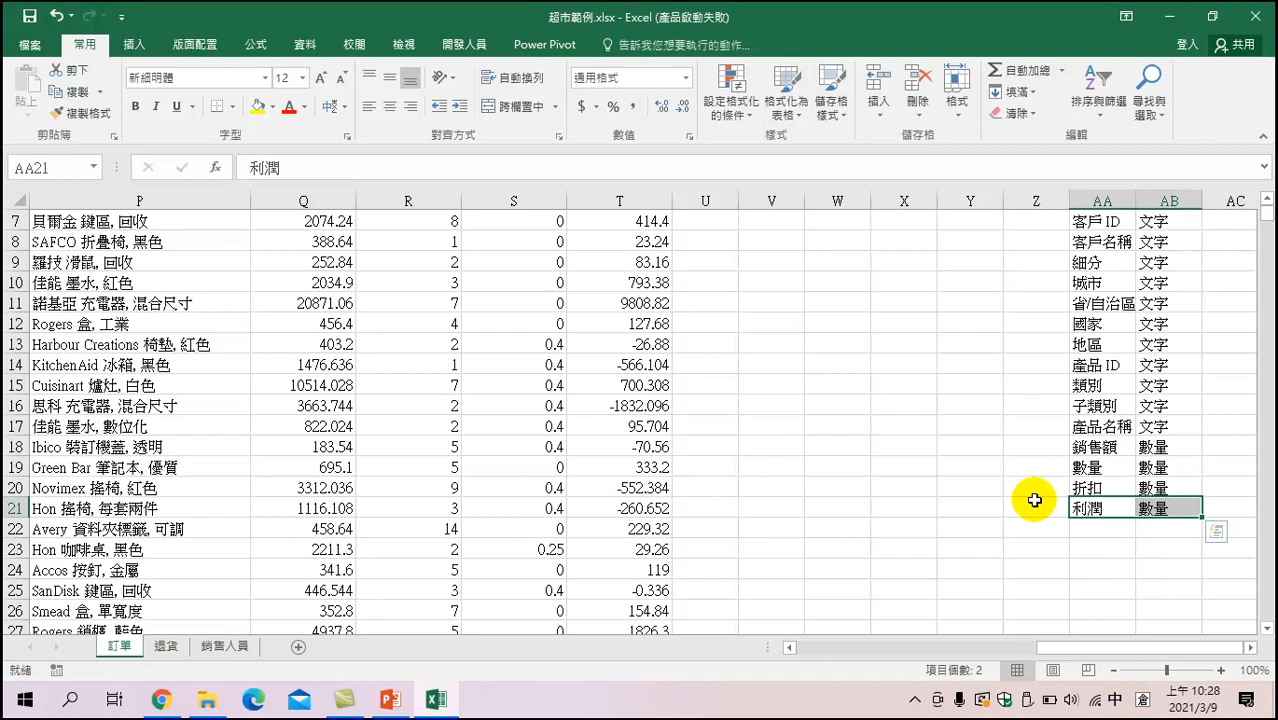 超市範例.xlsx - Excel (產品啟動失敗)
檔案 常用 插入 版面配置 公式 資料 校閱 檢視 開發人員 Power Pivot 告訴我您想要執行的動作... 登入 共用
貼上 剪下 複製 複製格式 剪貼簿
新細明體 12 B I U A 中 字型
自動換列 跨欄置中 對齊方式
通用格式 $ % , 數值
設定格式化的條件 格式化為表格 儲存格樣式 樣式
插入 刪除 格式 儲存格
自動加總 填滿 清除 排序與篩選 尋找與選取 編輯
AA21 fx 利潤
P Q R S T U V W X Y Z AA AB AC
7 貝爾金 鍵區, 回收 2074.24 8 0 414.4 客戶 ID 文字
8 SAFCO 折疊椅, 黑色 388.64 1 0 23.24 客戶名稱 文字
9 羅技 滑鼠, 回收 252.84 2 0 83.16 細分 文字
10 佳能 墨水, 紅色 2034.9 3 0 793.38 城市 文字
11 諾基亞 充電器, 混合尺寸 20871.06 7 0 9808.82 省/自治區 文字
12 Rogers 盒, 工業 456.4 4 0 127.68 國家 文字
13 Harbour Creations 椅墊, 紅色 403.2 2 0.4 -26.88 地區 文字
14 KitchenAid 冰箱, 黑色 1476.636 1 0.4 -566.104 產品 ID 文字
15 Cuisinart 爐灶, 白色 10514.028 7 0.4 700.308 類別 文字
16 思科 充電器, 混合尺寸 3663.744 2 0.4 -1832.096 子類別 文字
17 佳能 墨水, 數位化 822.024 2 0.4 95.704 產品名稱 文字
18 Ibico 裝訂機蓋, 透明 183.54 5 0.4 -70.56 銷售額 數量
19 Green Bar 筆記本, 優質 695.1 5 0 333.2 數量 數量
20 Novimex 搖椅, 紅色 3312.036 9 0.4 -552.384 折扣 數量
21 Hon 搖椅, 每套兩件 1116.108 3 0.4 -260.652 利潤 數量
22 Avery 資料夾標籤, 可調 458.64 14 0 229.32
23 Hon 咖啡桌, 黑色 2211.3 2 0.25 29.26
24 Accos 按釘, 金屬 341.6 5 0 119
25 SanDisk 鍵區, 回收 446.544 3 0.4 -0.336
26 Smead 盒, 單寬度 352.8 7 0 154.84
27 Rogers 鎖櫃, 藍色 4937.8 5 0 1826.3
訂單 退貨 銷售人員
就緒 項目個數: 2 100%
中 倉 上午 10:28
2021/3/9